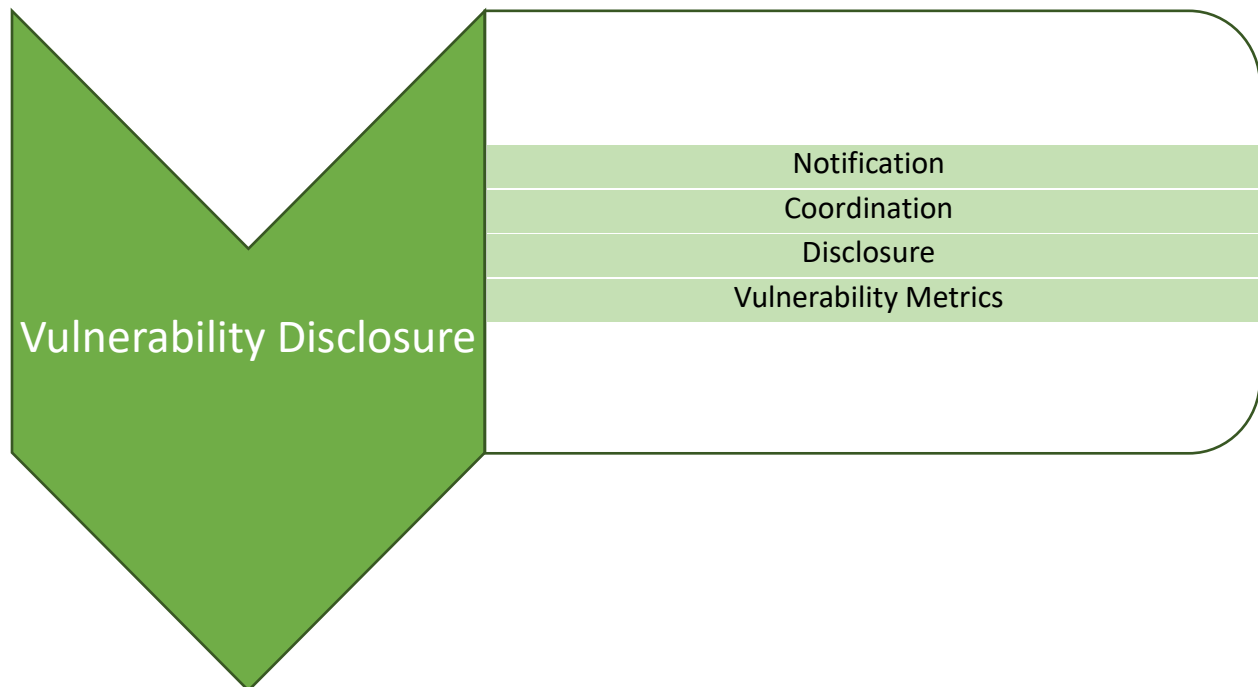 Vulnerability Disclosure
Notification
Coordination
Disclosure
Vulnerability Metrics